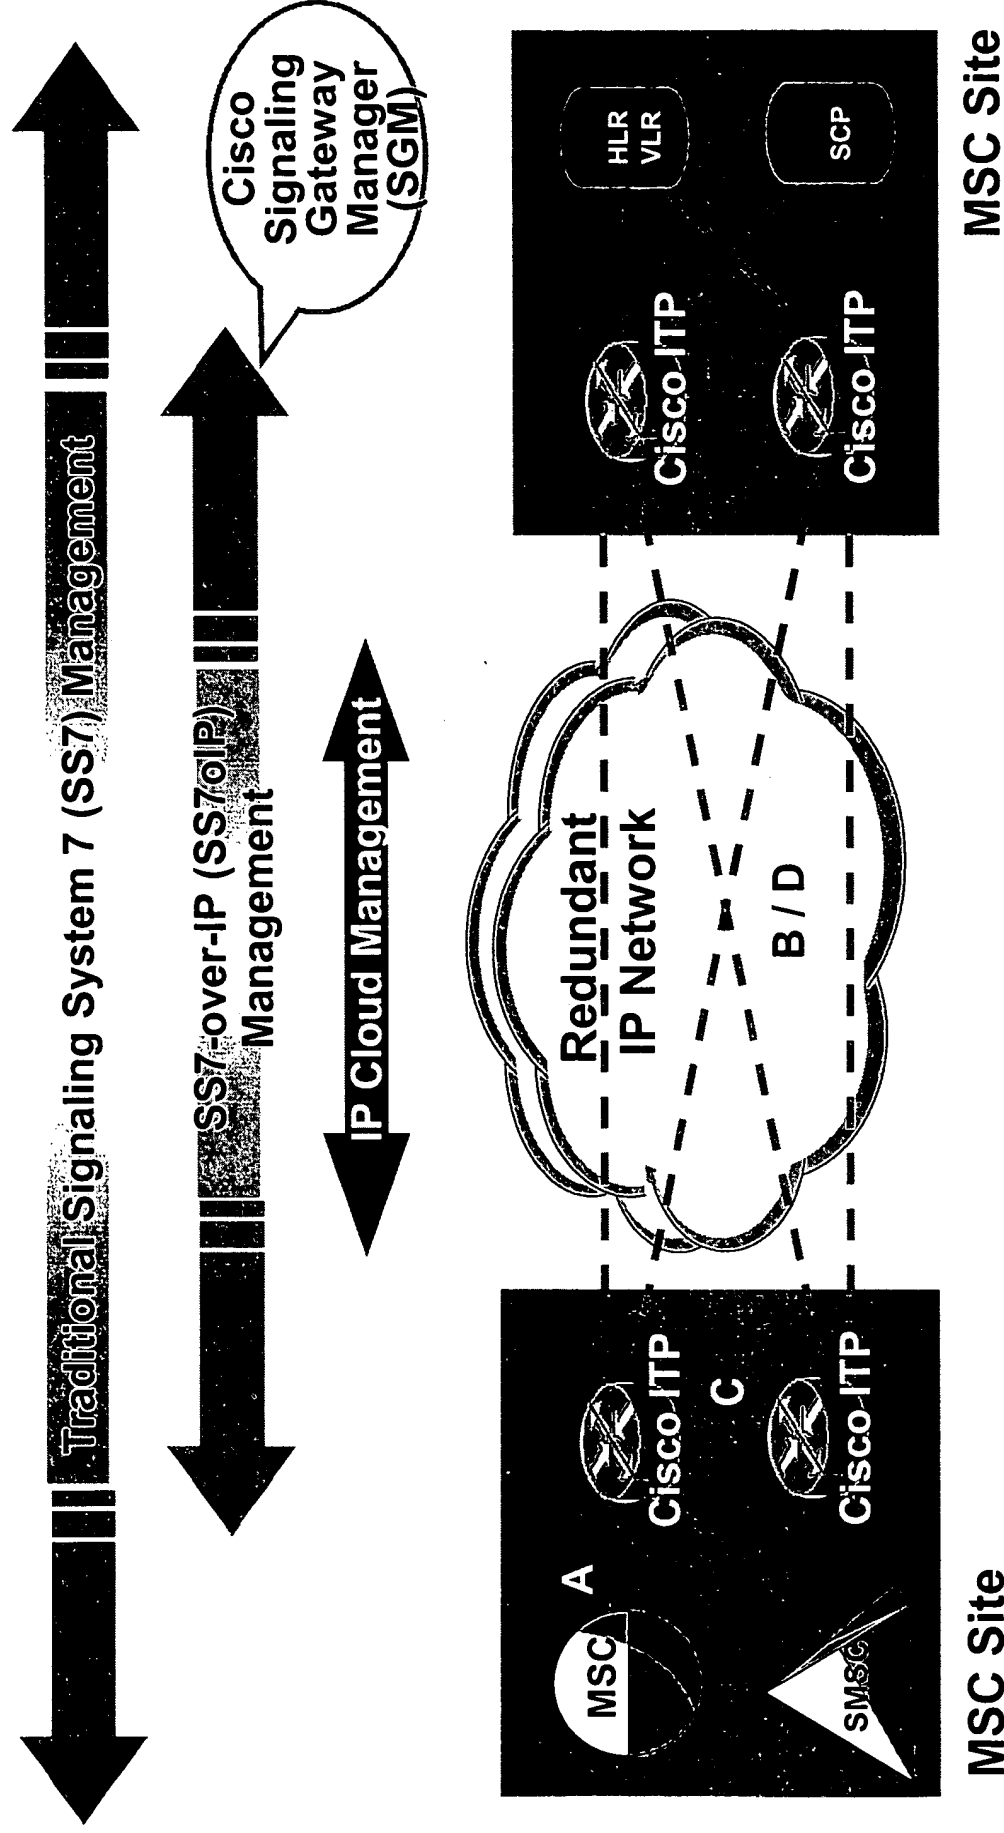 Traditional Signaling System 7 (SS7) Management
SS7-over-IP (SS7oIP)
Management
IP Cloud Management
Cisco
Signaling
Gateway
Manager
(SGM)
MSC
A
SMSC
Cisco ITP
C
Cisco ITP
MSC Site
Redundant
IP Network
B / D
Cisco ITP
Cisco ITP
HLR
VLR
SCP
MSC Site